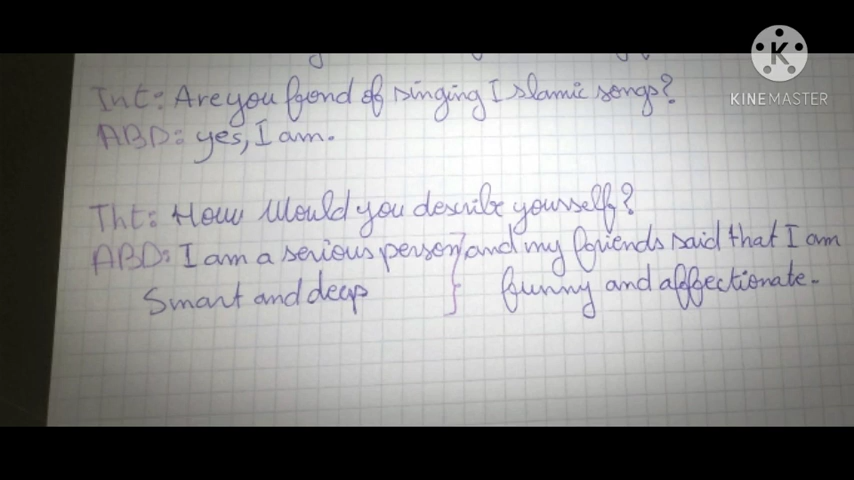 KINEMASTER
Int: Are you fond of singing Islamic songs?
ABD: yes, I am.
Int: How Would you describe yourself?
ABD: I am a serious person } and my friends said that I am
Smart and deep } funny and affectionate.